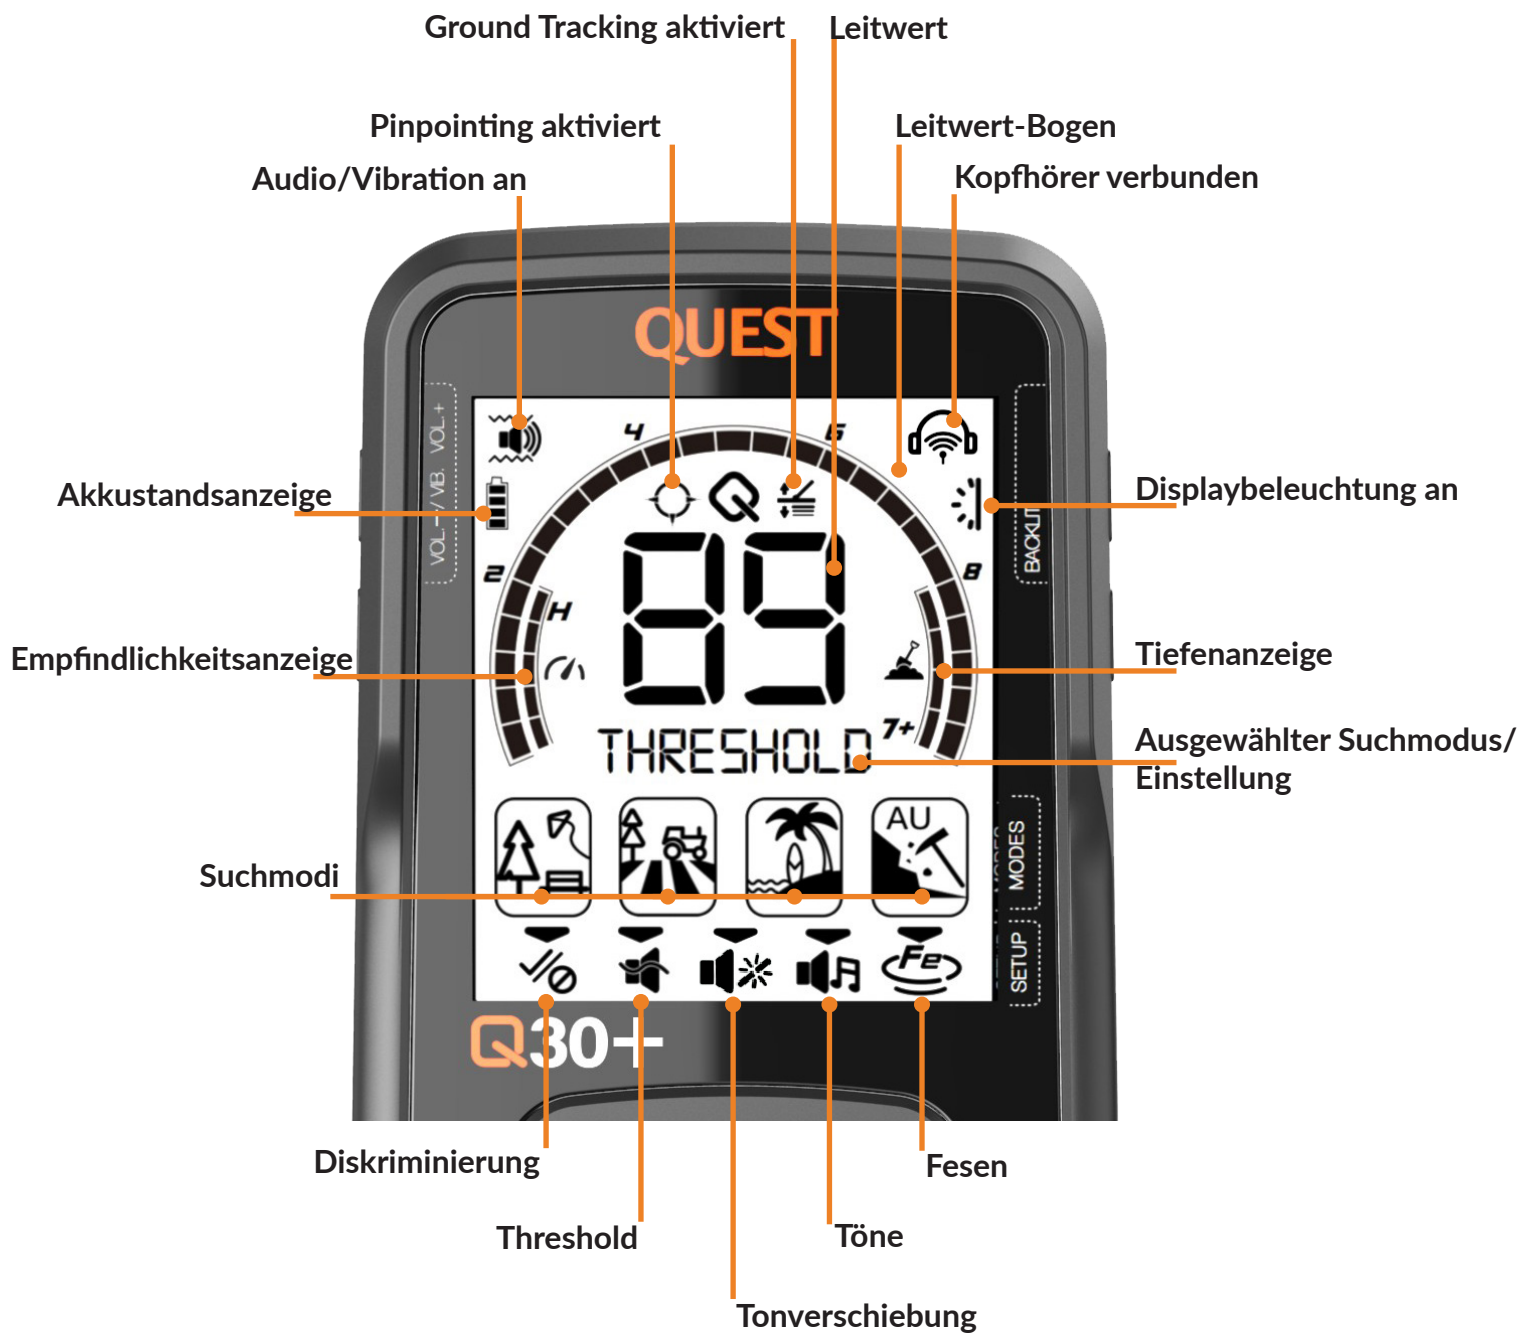 Ground Tracking aktiviert
Leitwert
Pinpointing aktiviert
Leitwert-Bogen
Audio/Vibration an
Kopfhörer verbunden
QUEST
VOL.−/ VIB. VOL.+
4
6
Akkustandsanzeige
Displaybeleuchtung an
BACKLIT
2
8
89
H
Empfindlichkeitsanzeige
Tiefenanzeige
7+
THRESHOLD
Ausgewählter Suchmodus/
Einstellung
AU
MODES
Suchmodi
SETUP
Fe
Q30+
Diskriminierung
Fesen
Threshold
Töne
Tonverschiebung